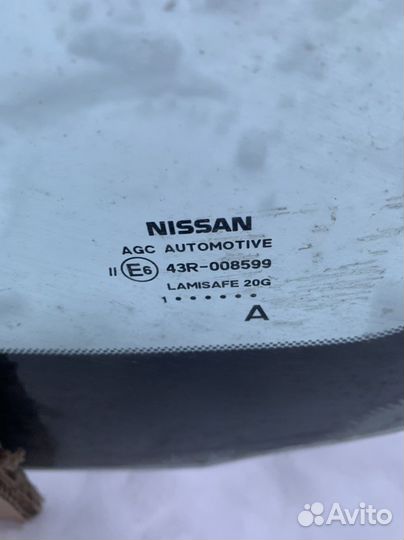 NISSAN
AGC AUTOMOTIVE
II E6 43R-008599
LAMISAFE 20G
1 •••••••
A
Avito